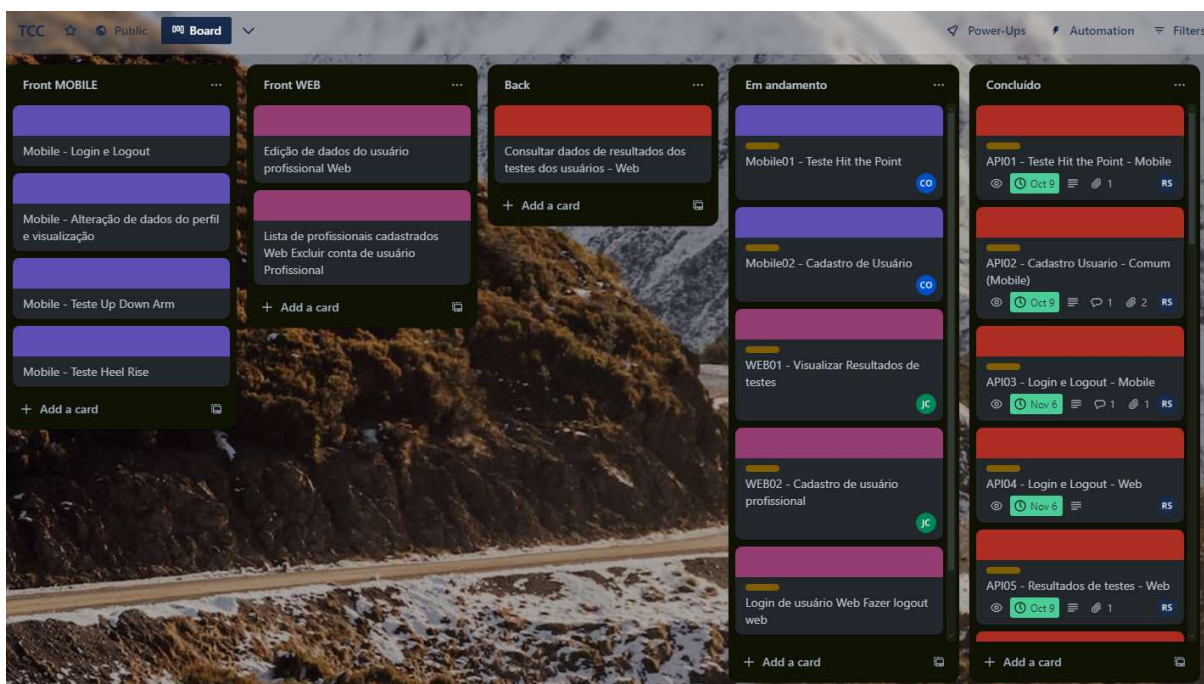 TCC
Public
Board
Power-Ups
Automation
Filters
Front MOBILE
Mobile - Login e Logout
Mobile - Alteração de dados do perfil
e visualização
Mobile - Teste Up Down Arm
Mobile - Teste Heel Rise
+ Add a card
Front WEB
Edição de dados do usuário
profissional Web
Lista de profissionais cadastrados
Web Excluir conta de usuário
Profissional
+ Add a card
Back
Consultar dados de resultados dos
testes dos usuários - Web
+ Add a card
Em andamento
Mobile01 - Teste Hit the Point
CO
Mobile02 - Cadastro de Usuário
CO
WEB01 - Visualizar Resultados de
testes
JC
WEB02 - Cadastro de usuário
profissional
JC
Login de usuário Web Fazer logout
web
+ Add a card
Concluído
API01 - Teste Hit the Point - Mobile
Oct 9 1 RS
API02 - Cadastro Usuario - Comum
(Mobile)
Oct 9 1 2 RS
API03 - Login e Logout - Mobile
Nov 6 1 1 RS
API04 - Login e Logout - Web
Nov 6 RS
API05 - Resultados de testes - Web
Oct 9 1 RS
+ Add a card